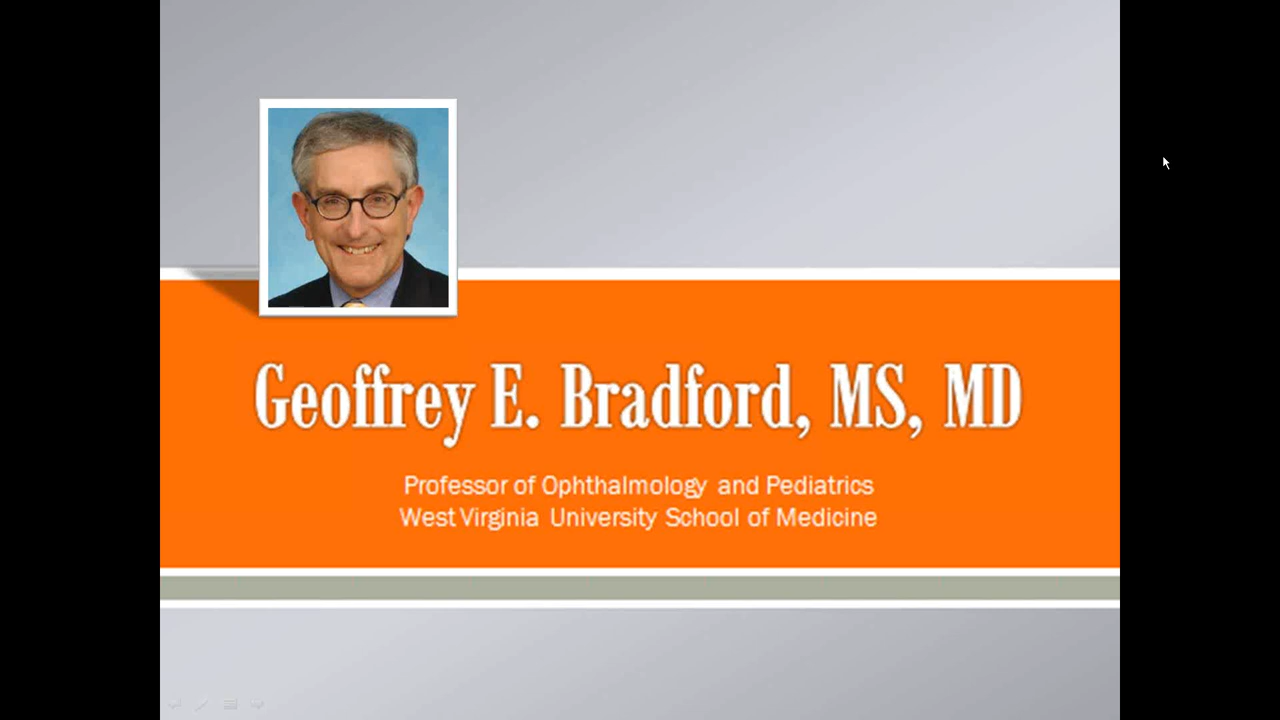 Geoffrey E. Bradford, MS, MD
Professor of Ophthalmology and Pediatrics
West Virginia University School of Medicine